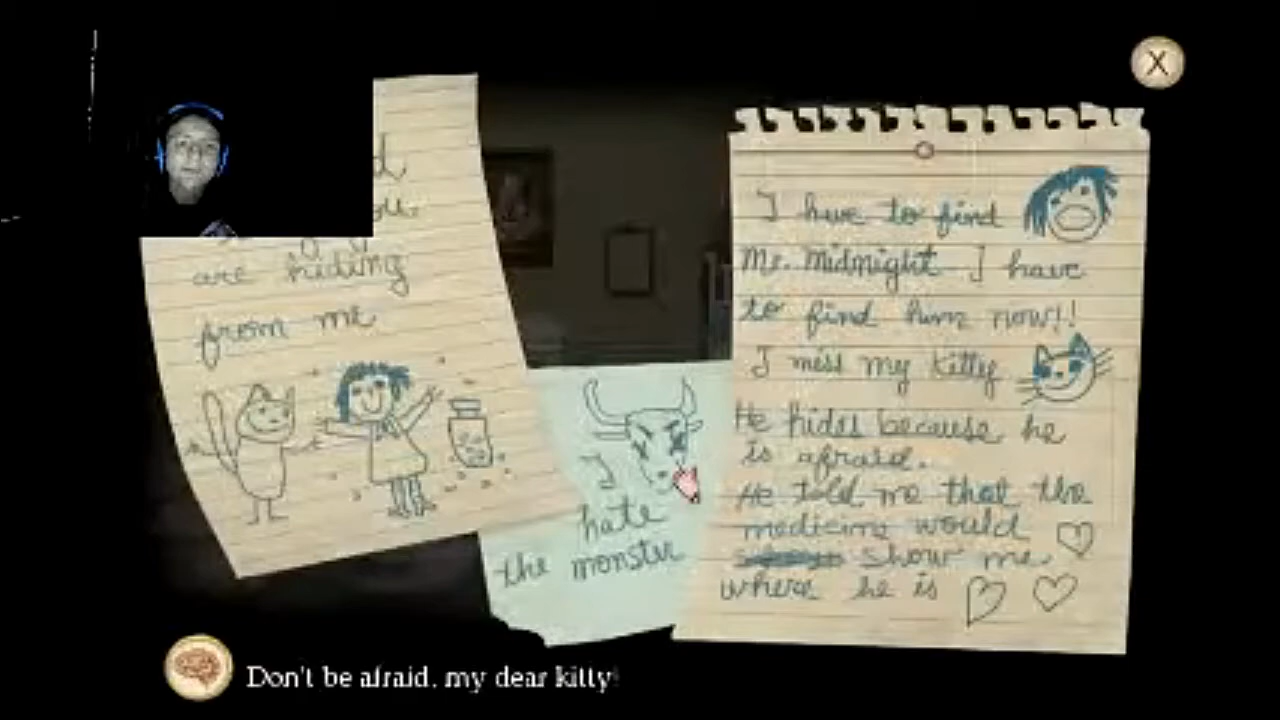 X
are hiding
from me
I
hate
the monster
I have to find
Mr. Midnight I have
to find him now!!
I miss my kitty
He hides because he
is afraid.
He told me that the
medicine would
show me
where he is
Don't be afraid, my dear kitty!